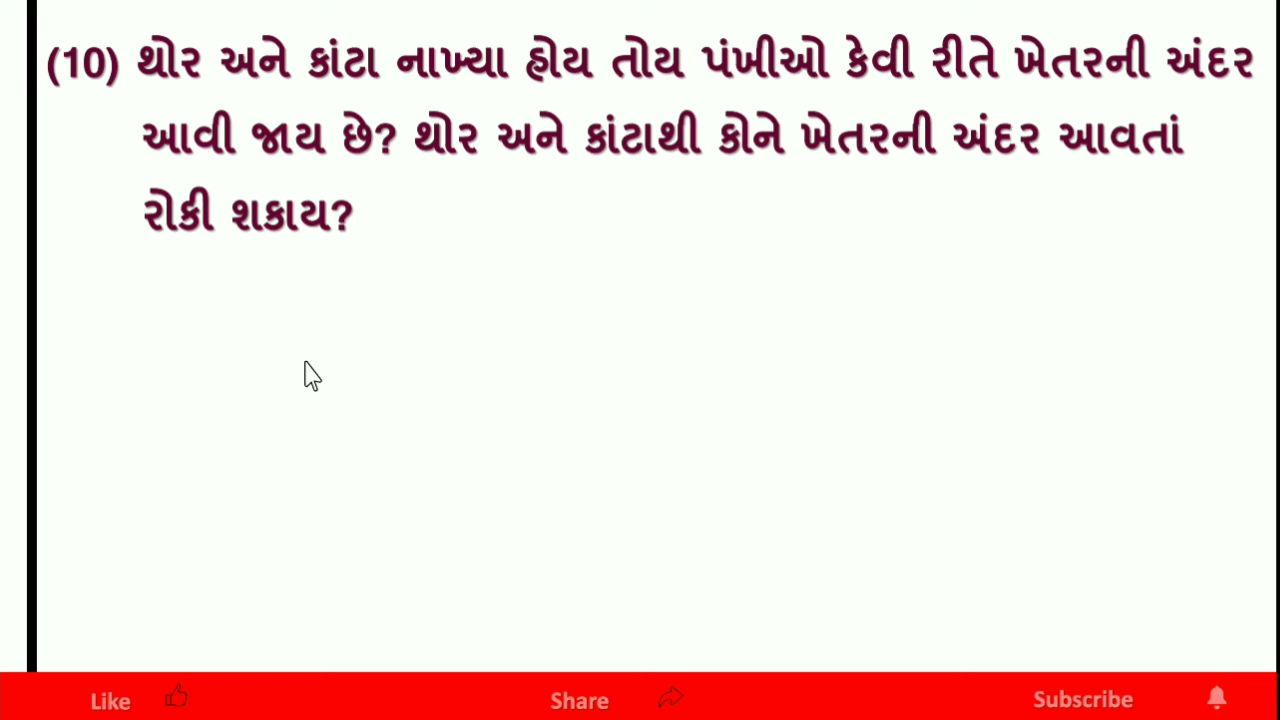 (10) થોર અને કાંટા નાખ્યા હોય તોય પંખીઓ કેવી રીતે ખેતરની અંદર
આવી જાય છે? થોર અને કાંટાથી કોને ખેતરની અંદર આવતાં
રોકી શકાય?
Like Share Subscribe